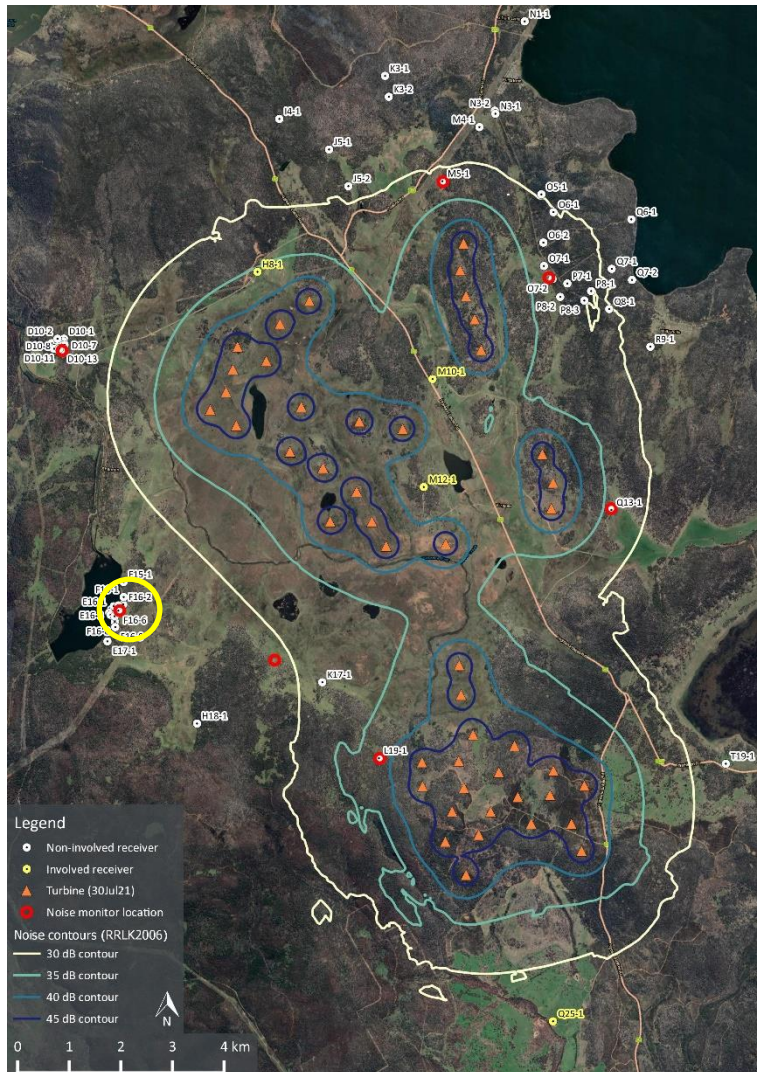 N1-1
K3-1
K3-2
N3-2
N3-1
I4-1
M4-1
J5-1
M5-1
J5-2
O5-1
O6-1
Q6-1
O6-2
O7-1
Q7-1
H8-1
Q7-2
P7-1
O7-2
P8-1
P8-2
P8-3
Q8-1
D10-2
D10-1
D10-7
R9-1
D10-11
D10-13
M10-1
M12-1
Q13-1
F15-1
F16-2
F16-6
E17-1
K17-1
H18-1
L19-1
T19-1
Q25-1
Legend
Non-involved receiver
Involved receiver
Turbine (30Jul21)
Noise monitor location
Noise contours (RRLK2006)
30 dB contour
35 dB contour
40 dB contour
45 dB contour
N
0 1 2 3 4 km